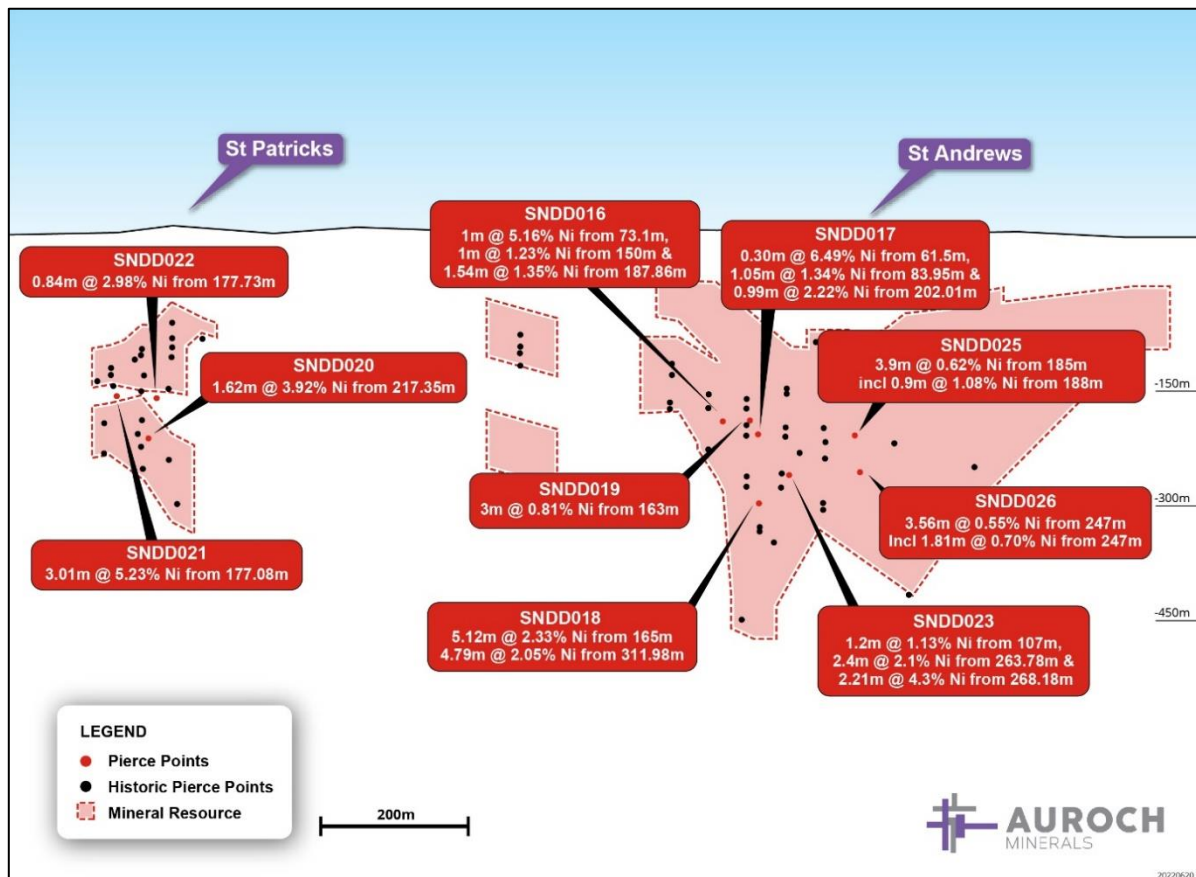 St Patricks
St Andrews
SNDD016
1m @ 5.16% Ni from 73.1m,
1m @ 1.23% Ni from 150m &
1.54m @ 1.35% Ni from 187.86m
SNDD017
0.30m @ 6.49% Ni from 61.5m,
1.05m @ 1.34% Ni from 83.95m &
0.99m @ 2.22% Ni from 202.01m
SNDD022
0.84m @ 2.98% Ni from 177.73m
SNDD020
1.62m @ 3.92% Ni from 217.35m
SNDD025
3.9m @ 0.62% Ni from 185m
incl 0.9m @ 1.08% Ni from 188m
-150m
SNDD019
3m @ 0.81% Ni from 163m
SNDD026
3.56m @ 0.55% Ni from 247m
Incl 1.81m @ 0.70% Ni from 247m
-300m
SNDD021
3.01m @ 5.23% Ni from 177.08m
SNDD018
5.12m @ 2.33% Ni from 165m
4.79m @ 2.05% Ni from 311.98m
SNDD023
1.2m @ 1.13% Ni from 107m,
2.4m @ 2.1% Ni from 263.78m &
2.21m @ 4.3% Ni from 268.18m
-450m
LEGEND
Pierce Points
Historic Pierce Points
Mineral Resource
200m
AUROCH
MINERALS
20220620